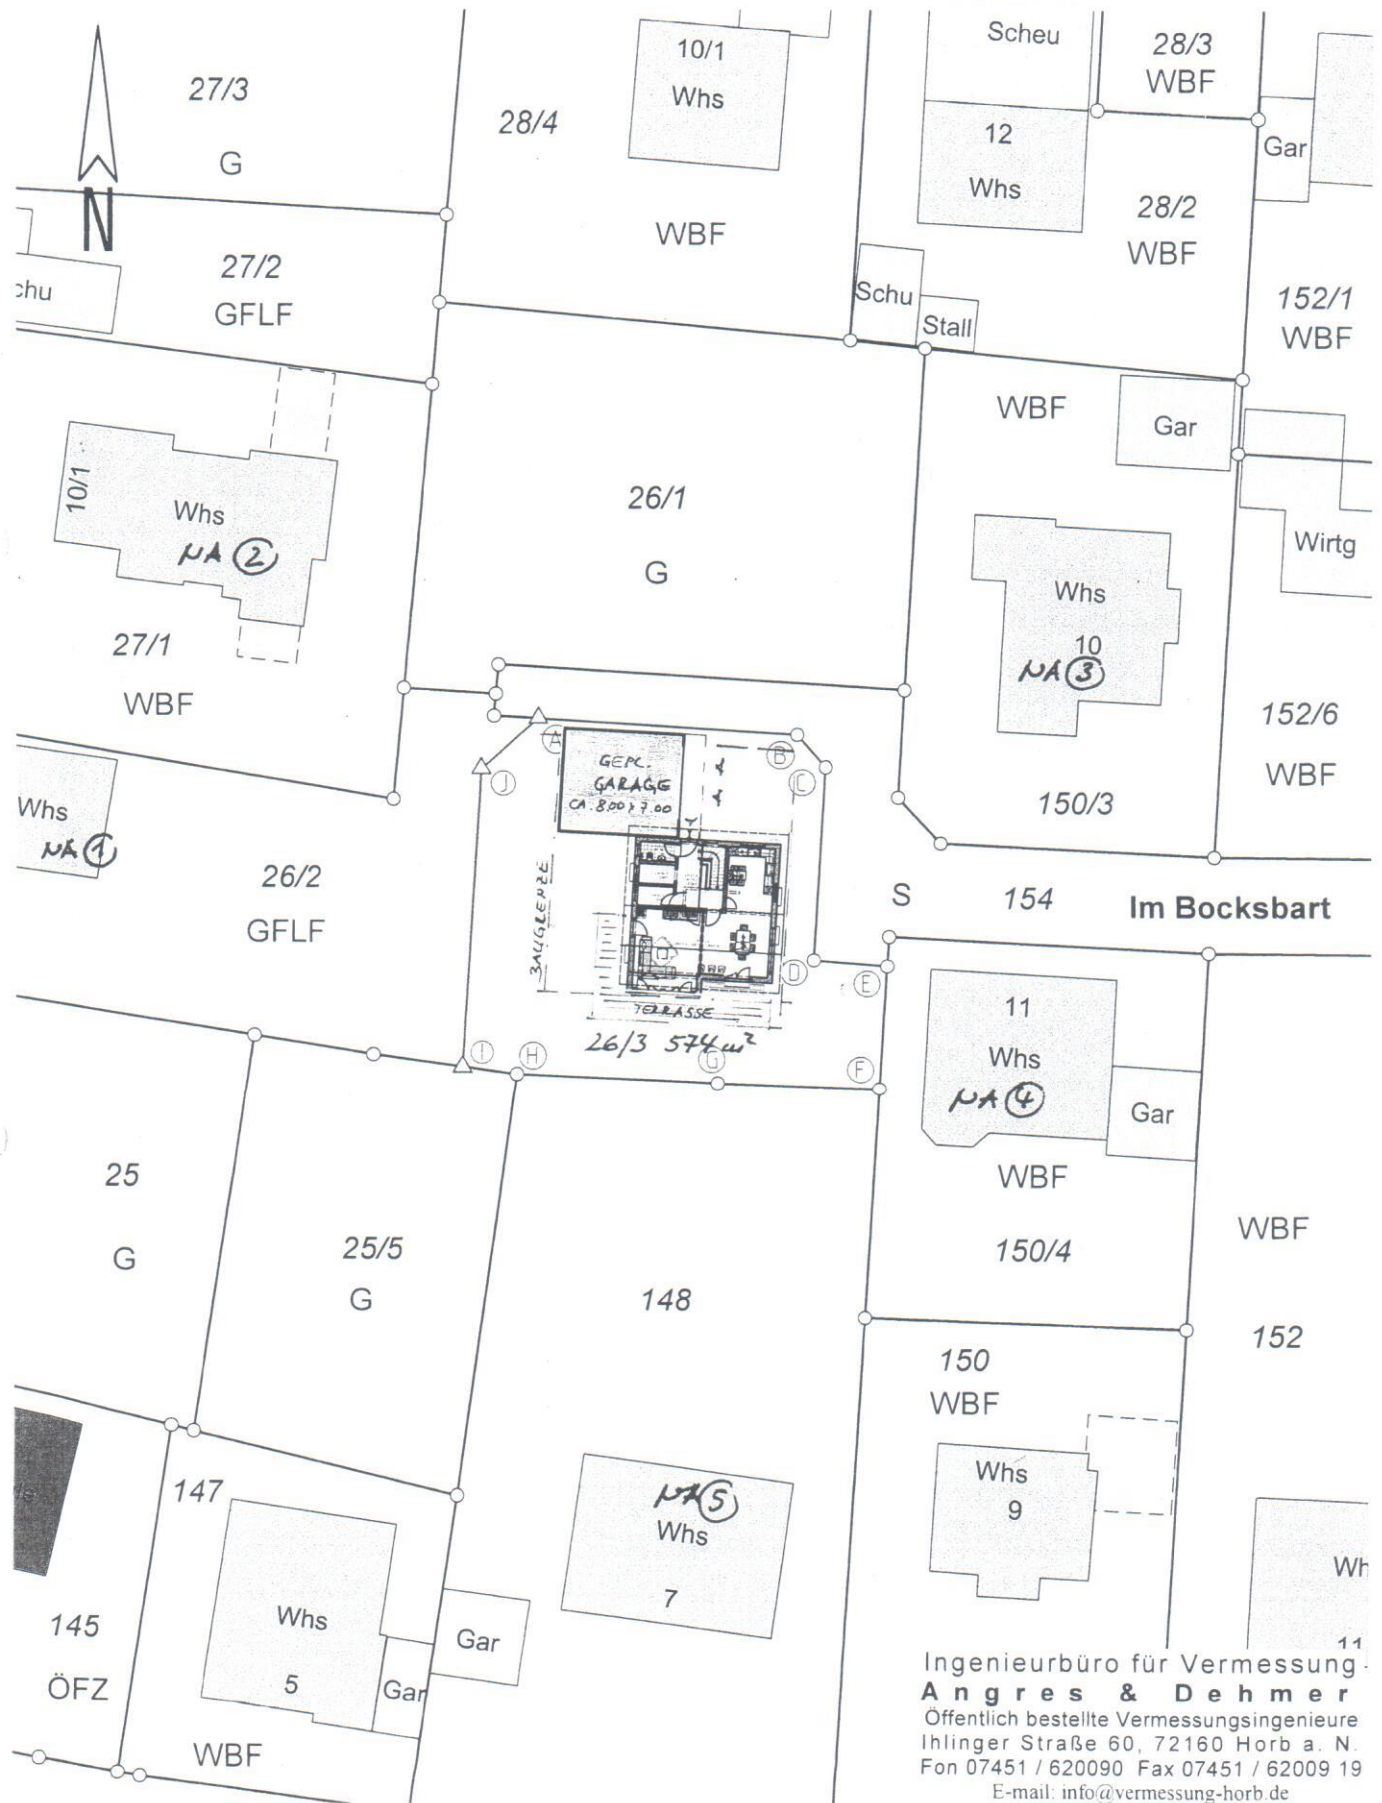 Scheu
28/3
WBF
10/1
Whs
27/3
28/4
12
Whs
Gar
G
28/2
WBF
WBF
N
27/2
GFLF
Schu
Stall
152/1
WBF
WBF
Gar
10/1
Whs
NA 2
26/1
G
Wirtg
Whs
10
NA 3
27/1
WBF
152/6
WBF
A
B
C
J
GEPL.
GARAGE
CA. 8.00 x 7.00
150/3
Whs
NA 1
26/2
GFLF
BAUGRENZE
S
154
Im Bocksbart
D
E
TERRASSE
26/3 574 m²
I
H
G
F
11
Whs
NA 4
Gar
WBF
25
G
25/5
G
148
150/4
WBF
152
150
WBF
147
Whs
9
NA 5
Whs
7
Whs
5
Gar
Gar
145
ÖFZ
WBF
Wh
11
Ingenieurbüro für Vermessung
Angres & Dehmer
Öffentlich bestellte Vermessungsingenieure
Ihlinger Straße 60, 72160 Horb a. N.
Fon 07451 / 620090 Fax 07451 / 62009 19
E-mail: info@vermessung-horb.de